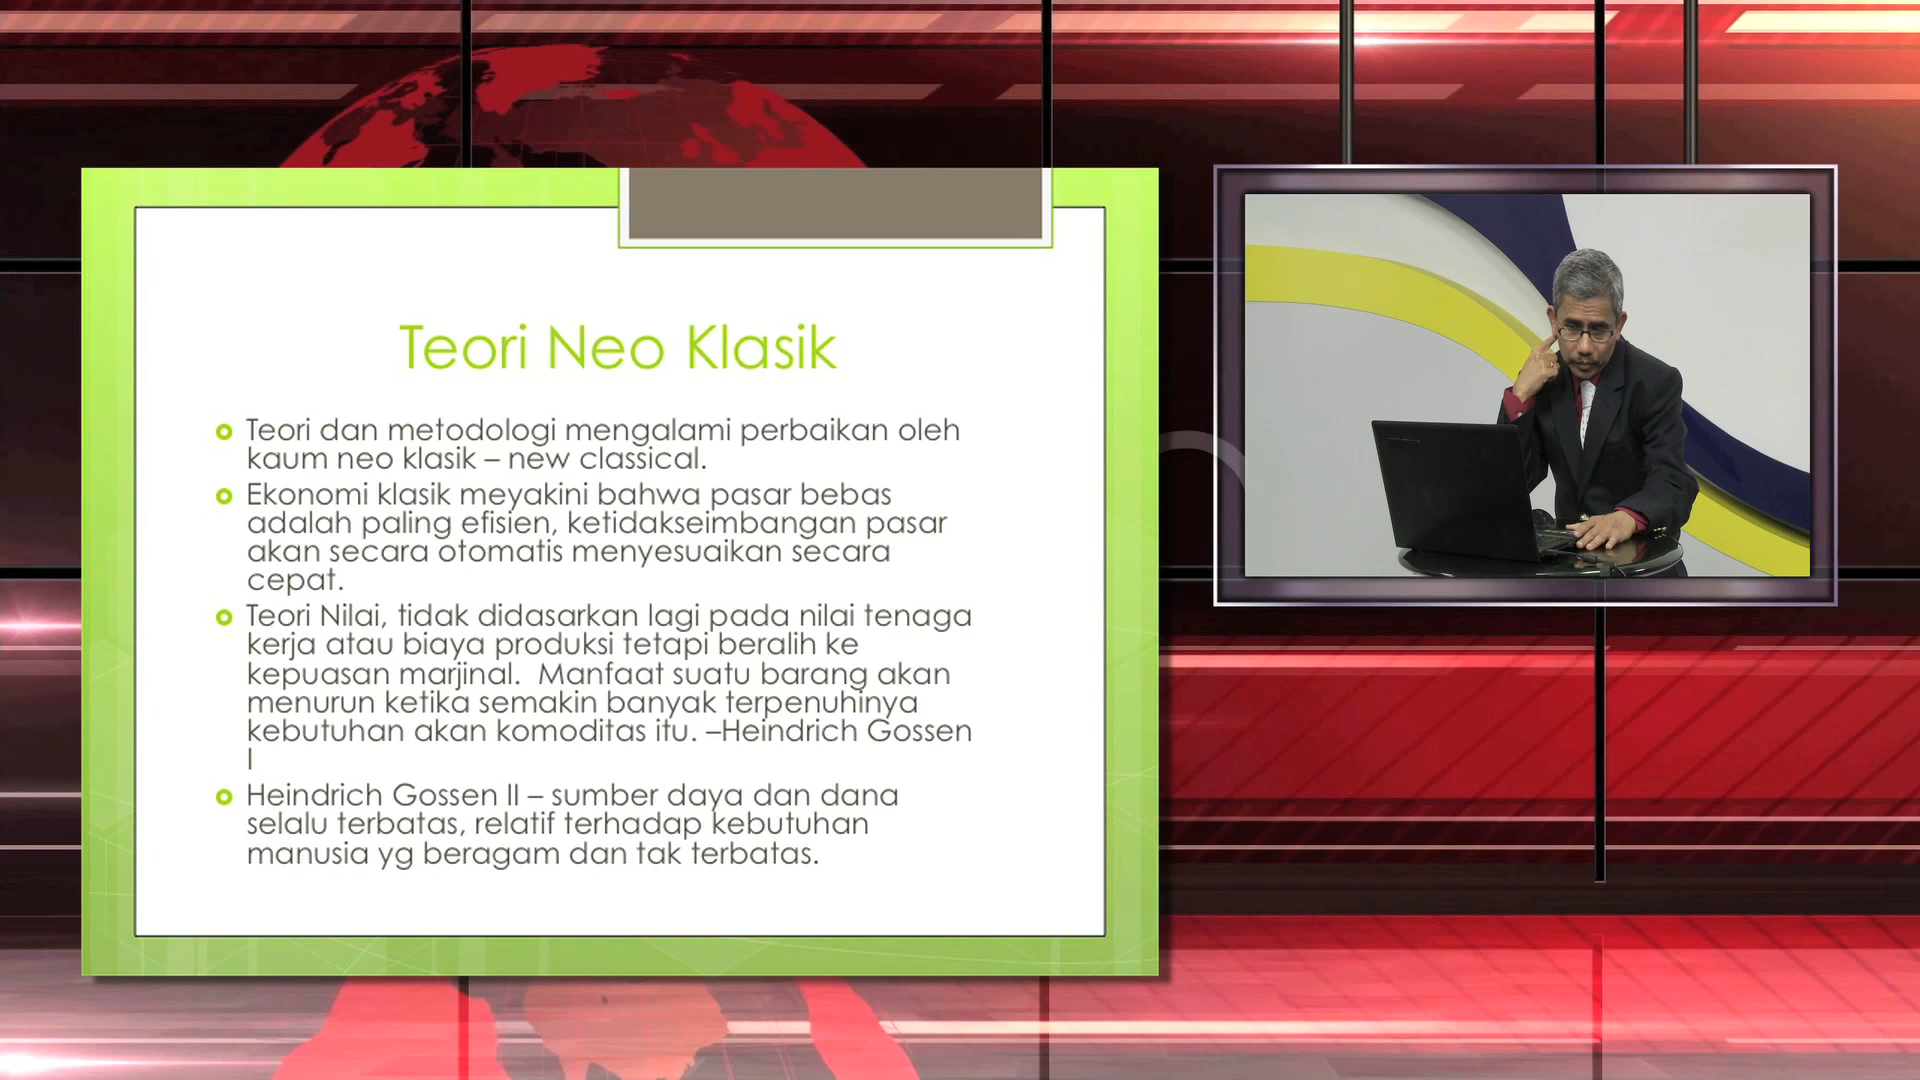 Teori Neo Klasik
Teori dan metodologi mengalami perbaikan oleh
kaum neo klasik – new classical.
Ekonomi klasik meyakini bahwa pasar bebas
adalah paling efisien, ketidakseimbangan pasar
akan secara otomatis menyesuaikan secara
cepat.
Teori Nilai, tidak didasarkan lagi pada nilai tenaga
kerja atau biaya produksi tetapi beralih ke
kepuasan marjinal.  Manfaat suatu barang akan
menurun ketika semakin banyak terpenuhinya
kebutuhan akan komoditas itu. –Heindrich Gossen
I
Heindrich Gossen II – sumber daya dan dana
selalu terbatas, relatif terhadap kebutuhan
manusia yg beragam dan tak terbatas.